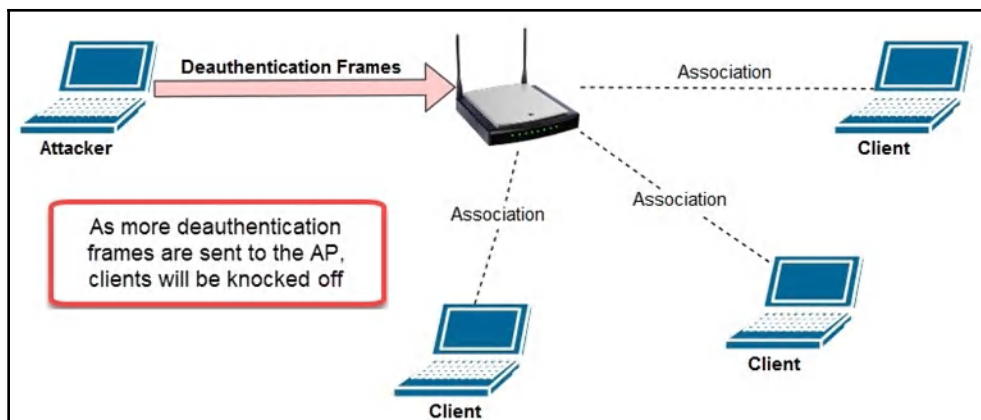 Deauthentication Frames
Association
Attacker
Client
As more deauthentication
frames are sent to the AP,
clients will be knocked off
Association
Association
Client
Client